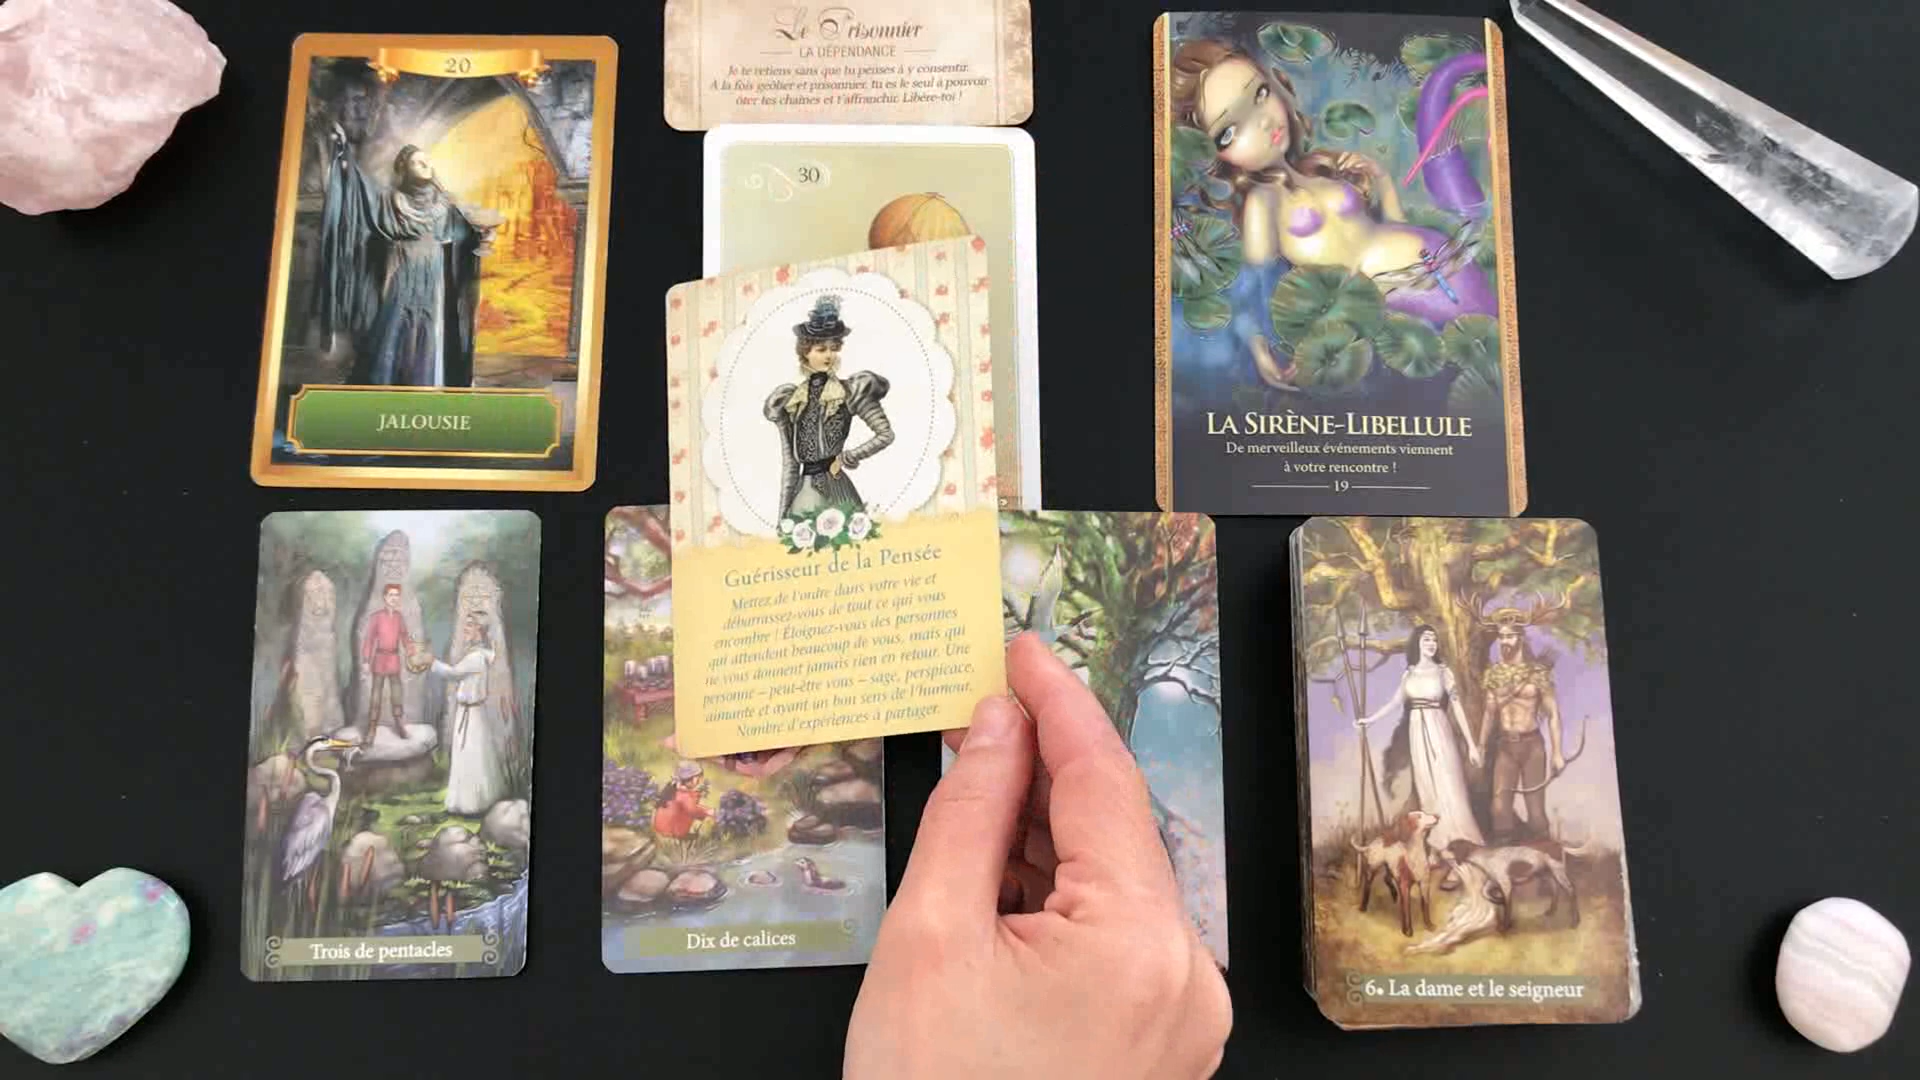 20
JALOUSIE
Le Prisonnier
LA DÉPENDANCE
Je te retiens sans que tu penses à y consentir.
A la fois geôlier et prisonnier, tu es le seul à pouvoir
ôter tes chaînes et t'affranchir. Libère-toi !
30
LA SIRÈNE-LIBELLULE
De merveilleux événements viennent
à votre rencontre !
19
Guérisseur de la Pensée
Mettez de l'ordre dans votre vie et
débarrassez-vous de tout ce qui vous
encombre ! Éloignez-vous des personnes
qui attendent beaucoup de vous, mais qui
ne vous donnent jamais rien en retour. Une
personne – peut-être vous – sage, perspicace,
aimante et ayant un bon sens de l'humour.
Nombre d'expériences à partager.
Trois de pentacles
Dix de calices
6. La dame et le seigneur